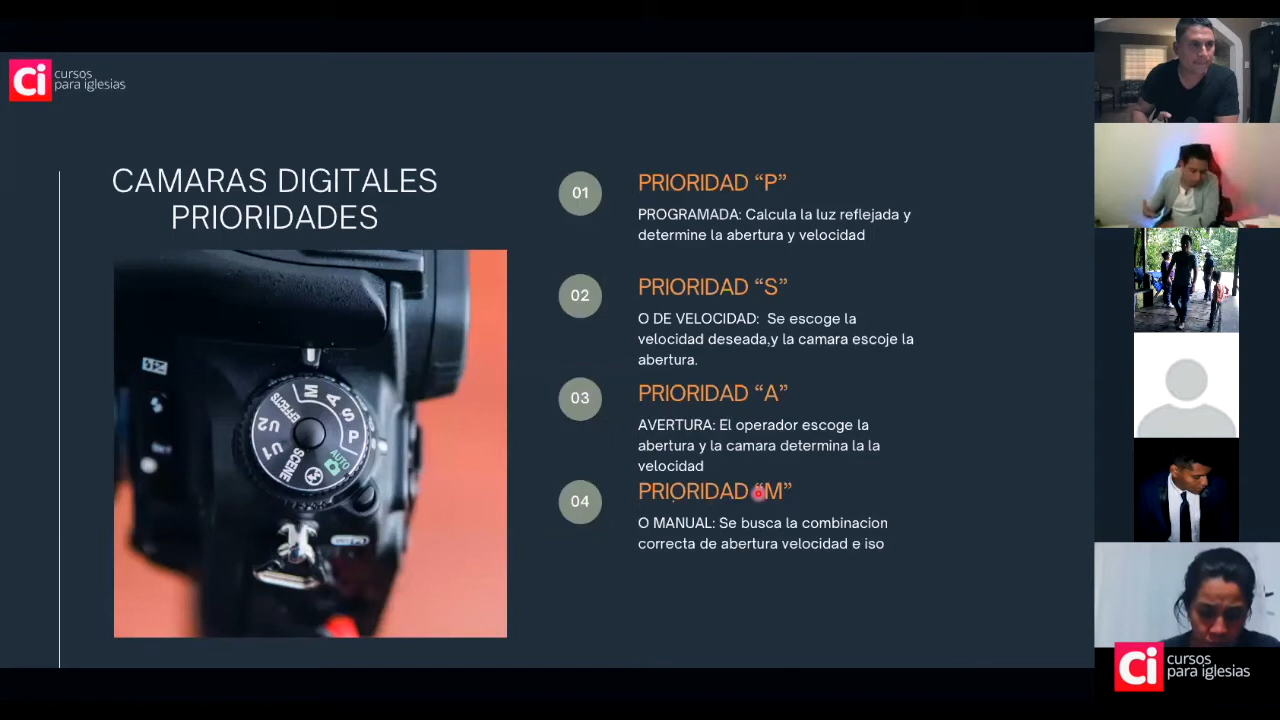 Ci cursos
para iglesias
CAMARAS DIGITALES
PRIORIDADES
M
A
S
P
AUTO
SCENE
U1
U2
EFFECTS
01
PRIORIDAD “P”
PROGRAMADA: Calcula la luz reflejada y
determine la abertura y velocidad
02
PRIORIDAD “S”
O DE VELOCIDAD: Se escoge la
velocidad deseada,y la camara escoje la
abertura.
03
PRIORIDAD “A”
AVERTURA: El operador escoge la
abertura y la camara determina la la
velocidad
04
PRIORIDAD “M”
O MANUAL: Se busca la combinacion
correcta de abertura velocidad e iso
Ci cursos
para iglesias